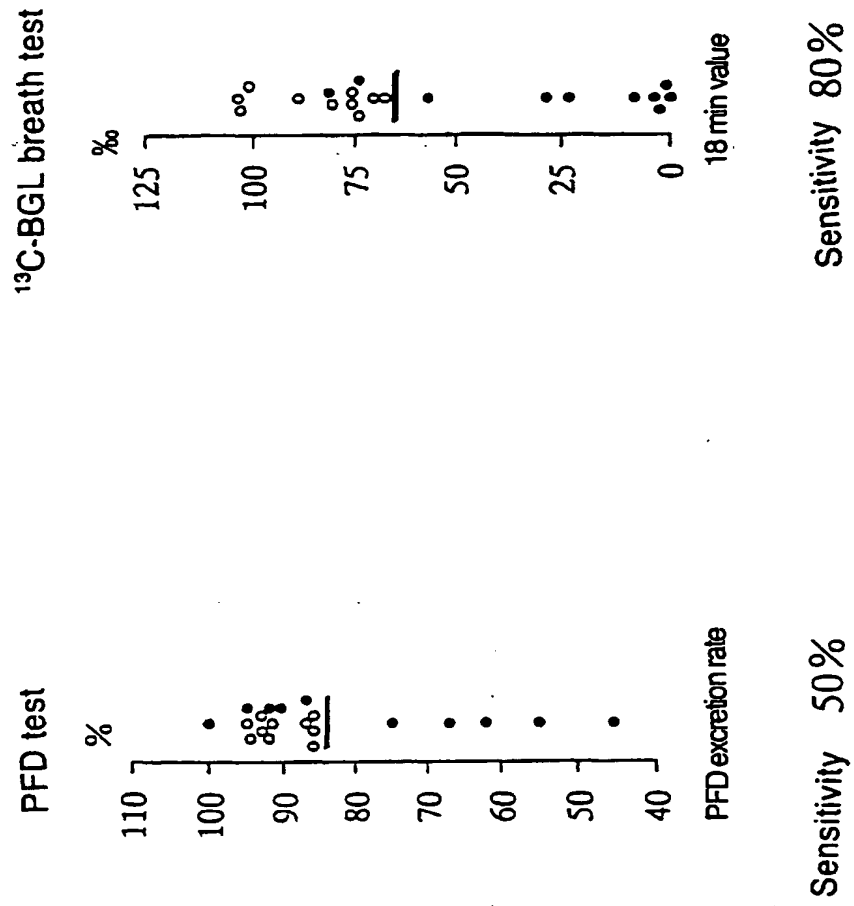 PFD test
%
110
100
90
80
70
60
50
40
PFD excretion rate
Sensitivity 50%
¹³C-BGL breath test
‰
125
100
75
50
25
0
18 min value
Sensitivity 80%